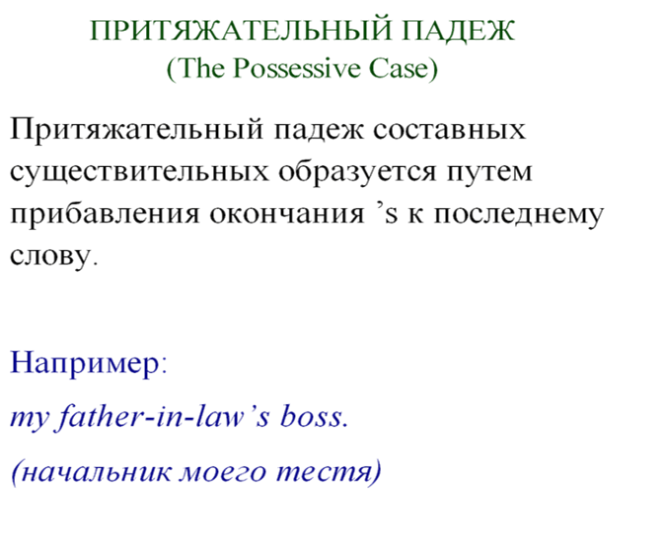 ПРИТЯЖАТЕЛЬНЫЙ ПАДЕЖ
(The Possessive Case)
Притяжательный падеж составных
существительных образуется путем
прибавления окончания ’s к последнему
слову.
Например:
my father-in-law’s boss.
(начальник моего тестя)